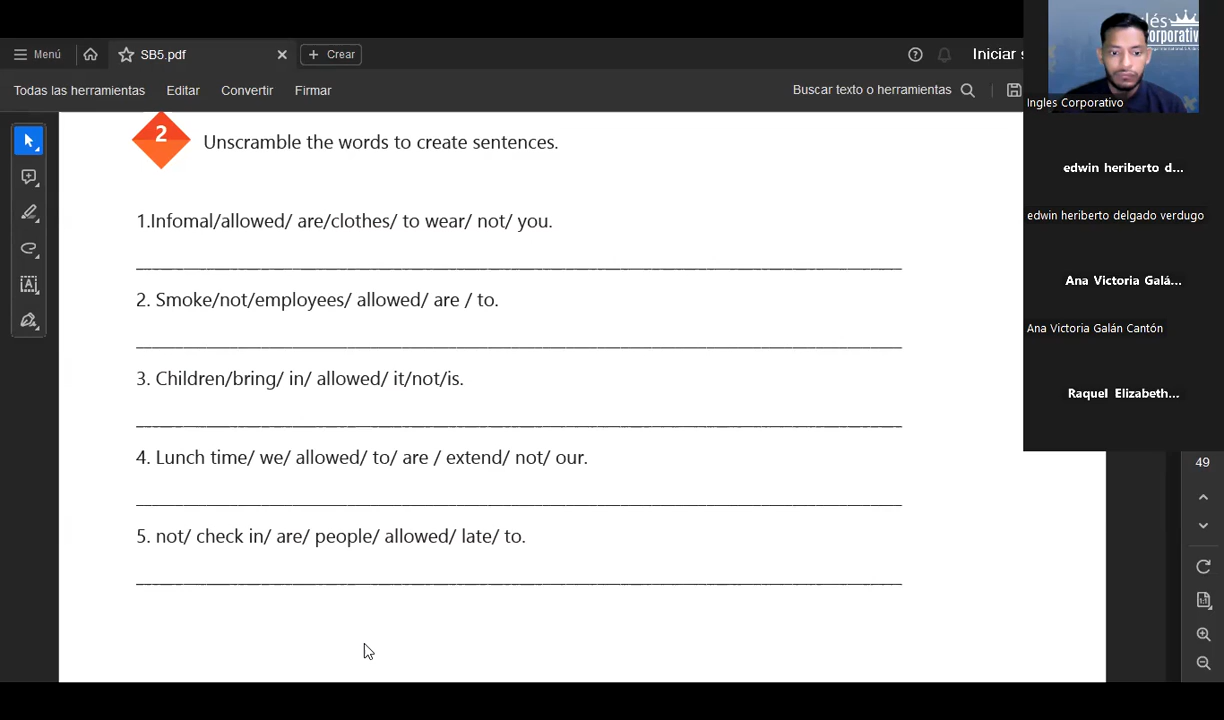 Menú
SB5.pdf
Crear
Iniciar s
Todas las herramientas
Editar
Convertir
Firmar
Buscar texto o herramientas
2
Unscramble the words to create sentences.
1.Infomal/allowed/ are/clothes/ to wear/ not/ you.
2. Smoke/not/employees/ allowed/ are / to.
3. Children/bring/ in/ allowed/ it/not/is.
4. Lunch time/ we/ allowed/ to/ are / extend/ not/ our.
5. not/ check in/ are/ people/ allowed/ late/ to.
Ingles Corporativo
edwin heriberto d...
edwin heriberto delgado verdugo
Ana Victoria Galá...
Ana Victoria Galán Cantón
Raquel Elizabeth...
49